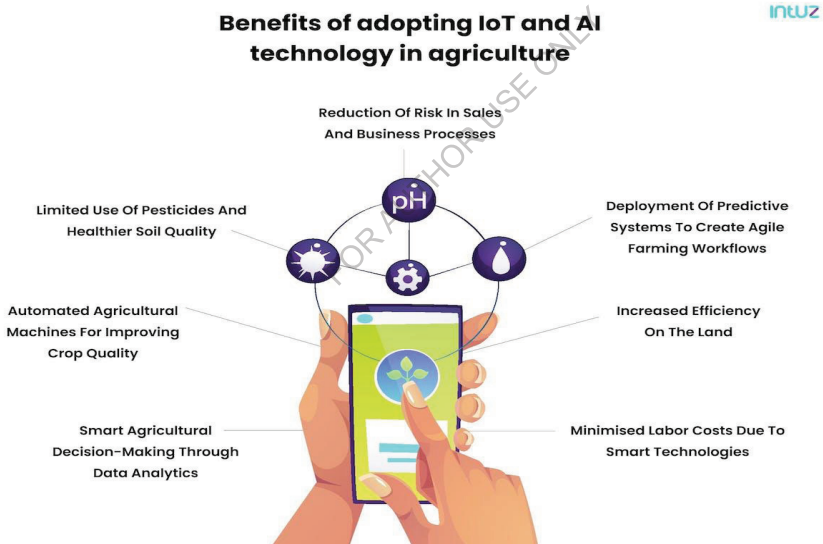 Benefits of adopting IoT and AI
technology in agriculture
INTUZ
FOR AUTHOR USE ONLY
Reduction Of Risk In Sales
And Business Processes
pH
Limited Use Of Pesticides And
Healthier Soil Quality
Deployment Of Predictive
Systems To Create Agile
Farming Workflows
Automated Agricultural
Machines For Improving
Crop Quality
Increased Efficiency
On The Land
Smart Agricultural
Decision-Making Through
Data Analytics
Minimised Labor Costs Due To
Smart Technologies